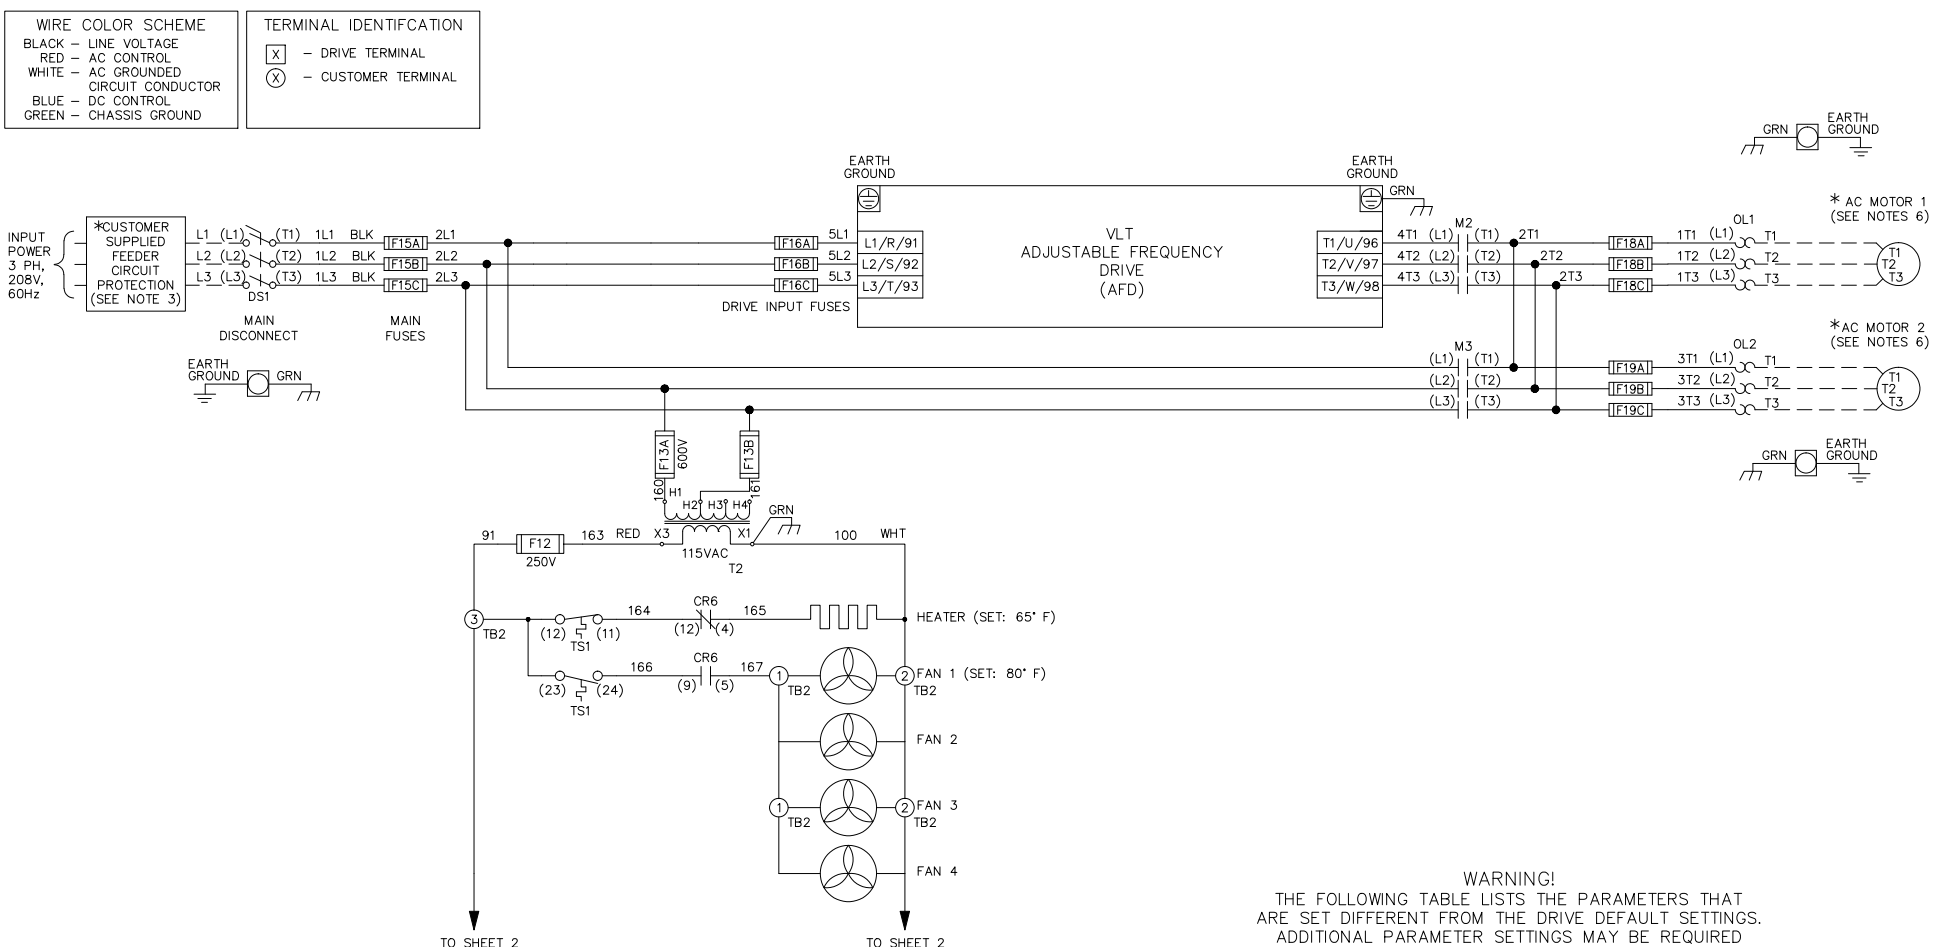 WIRE COLOR SCHEME
BLACK – LINE VOLTAGE
RED – AC CONTROL
WHITE – AC GROUNDED
CIRCUIT CONDUCTOR
BLUE – DC CONTROL
GREEN – CHASSIS GROUND
TERMINAL IDENTIFCATION
X – DRIVE TERMINAL
X – CUSTOMER TERMINAL
GRN EARTH
GROUND
EARTH
GROUND
EARTH
GROUND
GRN
INPUT
POWER
3 PH,
208V,
60Hz
*CUSTOMER
SUPPLIED
FEEDER
CIRCUIT
PROTECTION
(SEE NOTE 3)
L1 (L1) (T1) 1L1 BLK F15A 2L1
L2 (L2) (T2) 1L2 BLK F15B 2L2
L3 (L3) (T3) 1L3 BLK F15C 2L3
DS1
MAIN
DISCONNECT
MAIN
FUSES
F16A 5L1 L1/R/91
F16B 5L2 L2/S/92
F16C 5L3 L3/T/93
DRIVE INPUT FUSES
VLT
ADJUSTABLE FREQUENCY
DRIVE
(AFD)
M2
T1/U/96 4T1 (L1) (T1) 2T1
T2/V/97 4T2 (L2) (T2) 2T2
T3/W/98 4T3 (L3) (T3) 2T3
OL1
F18A 1T1 (L1) T1
F18B 1T2 (L2) T2
F18C 1T3 (L3) T3
* AC MOTOR 1
(SEE NOTES 6)
T1
T2
T3
M3
(L1) (T1)
(L2) (T2)
(L3) (T3)
OL2
F19A 3T1 (L1) T1
F19B 3T2 (L2) T2
F19C 3T3 (L3) T3
*AC MOTOR 2
(SEE NOTES 6)
T1
T2
T3
EARTH
GROUND GRN
GRN EARTH
GROUND
F13A
600V
F13B
160
161
H1
H2 H3 H4
GRN
91 F12 163 RED X3 X1 100 WHT
250V
115VAC
T2
3
TB2
(12) (11) 164 CR6 (12) (4) 165
TS1
HEATER (SET: 65° F)
(23) (24) 166 CR6 (9) (5) 167
TS1
1 TB2
2 TB2
FAN 1 (SET: 80° F)
FAN 2
1 TB2
2 TB2
FAN 3
FAN 4
TO SHEET 2
TO SHEET 2
WARNING!
THE FOLLOWING TABLE LISTS THE PARAMETERS THAT
ARE SET DIFFERENT FROM THE DRIVE DEFAULT SETTINGS.
ADDITIONAL PARAMETER SETTINGS MAY BE REQUIRED